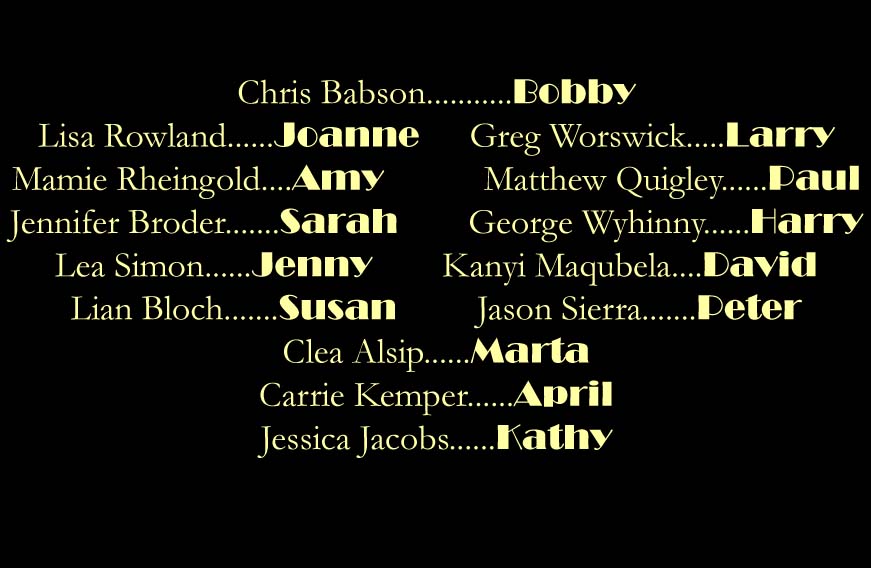 Chris Babson...........Bobby
Lisa Rowland......Joanne Greg Worswick.....Larry
Mamie Rheingold....Amy Matthew Quigley......Paul
Jennifer Broder.......Sarah George Wyhinny......Harry
Lea Simon......Jenny Kanyi Maqubela....David
Lian Bloch.......Susan Jason Sierra.......Peter
Clea Alsip......Marta
Carrie Kemper......April
Jessica Jacobs......Kathy